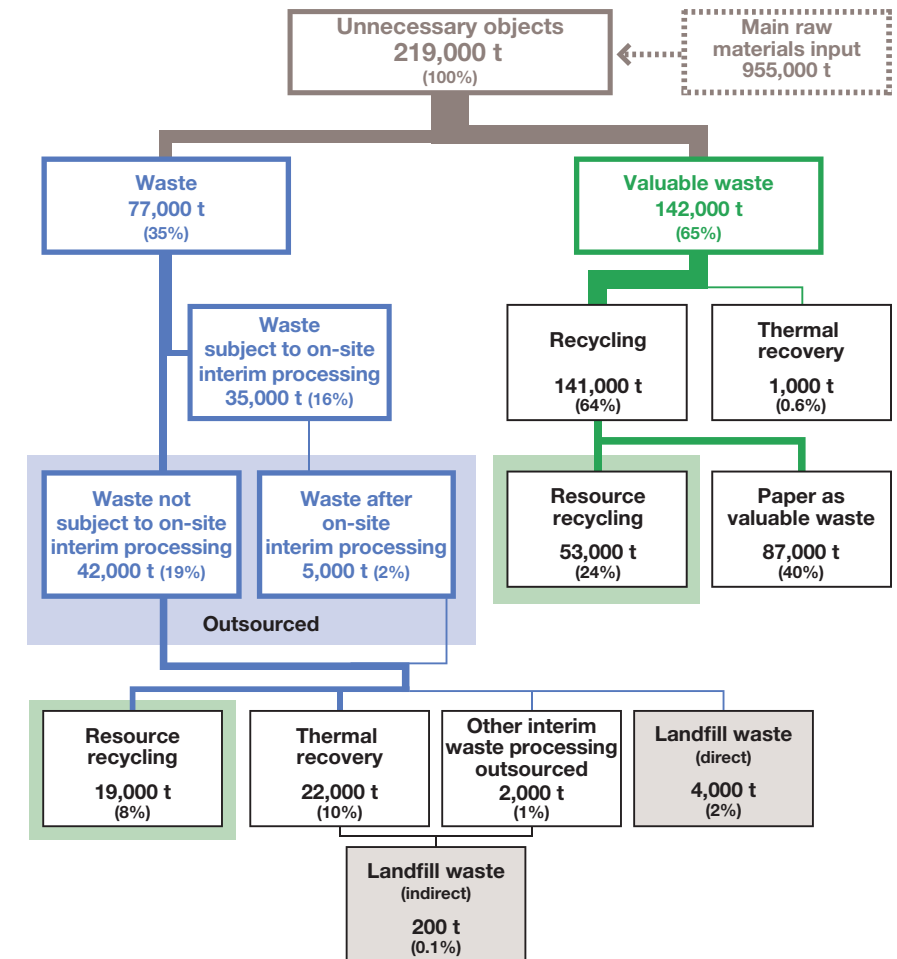 Unnecessary objects
219,000 t
(100%)
Main raw
materials input
955,000 t
Waste
77,000 t
(35%)
Valuable waste
142,000 t
(65%)
Waste
subject to on-site
interim processing
35,000 t (16%)
Recycling
141,000 t
(64%)
Thermal
recovery
1,000 t
(0.6%)
Waste not
subject to on-site
interim processing
42,000 t (19%)
Waste after
on-site
interim processing
5,000 t (2%)
Outsourced
Resource
recycling
53,000 t
(24%)
Paper as
valuable waste
87,000 t
(40%)
Resource
recycling
19,000 t
(8%)
Thermal
recovery
22,000 t
(10%)
Other interim
waste processing
outsourced
2,000 t
(1%)
Landfill waste
(direct)
4,000 t
(2%)
Landfill waste
(indirect)
200 t
(0.1%)